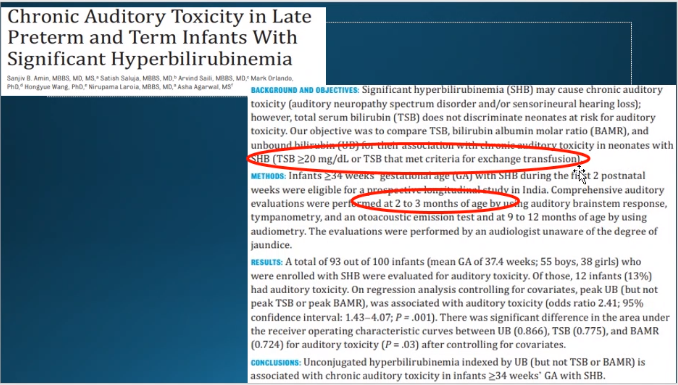 Chronic Auditory Toxicity in Late
Preterm and Term Infants With
Significant Hyperbilirubinemia
Sanjiv B. Amin, MBBS, MD, MS,ᵃ Satish Saluja, MBBS, MD,ᵇ Arvind Saili, MBBS, MD,ᶜ Mark Orlando,
PhD,ᵈ Hongyue Wang, PhD,ᵉ Nirupama Laroia, MBBS, MD,ᵃ Asha Agarwal, MSᶠ
BACKGROUND AND OBJECTIVES: Significant hyperbilirubinemia (SHB) may cause chronic auditory
toxicity (auditory neuropathy spectrum disorder and/or sensorineural hearing loss);
however, total serum bilirubin (TSB) does not discriminate neonates at risk for auditory
toxicity. Our objective was to compare TSB, bilirubin albumin molar ratio (BAMR), and
unbound bilirubin (UB) for their association with chronic auditory toxicity in neonates with
SHB (TSB ≥20 mg/dL or TSB that met criteria for exchange transfusion).
METHODS: Infants ≥34 weeks' gestational age (GA) with SHB during the first 2 postnatal
weeks were eligible for a prospective longitudinal study in India. Comprehensive auditory
evaluations were performed at 2 to 3 months of age by using auditory brainstem response,
tympanometry, and an otoacoustic emission test and at 9 to 12 months of age by using
audiometry. The evaluations were performed by an audiologist unaware of the degree of
jaundice.
RESULTS: A total of 93 out of 100 infants (mean GA of 37.4 weeks; 55 boys, 38 girls) who
were enrolled with SHB were evaluated for auditory toxicity. Of those, 12 infants (13%)
had auditory toxicity. On regression analysis controlling for covariates, peak UB (but not
peak TSB or peak BAMR), was associated with auditory toxicity (odds ratio 2.41; 95%
confidence interval: 1.43–4.07; P = .001). There was significant difference in the area under
the receiver operating characteristic curves between UB (0.866), TSB (0.775), and BAMR
(0.724) for auditory toxicity (P = .03) after controlling for covariates.
CONCLUSIONS: Unconjugated hyperbilirubinemia indexed by UB (but not TSB or BAMR) is
associated with chronic auditory toxicity in infants ≥34 weeks' GA with SHB.